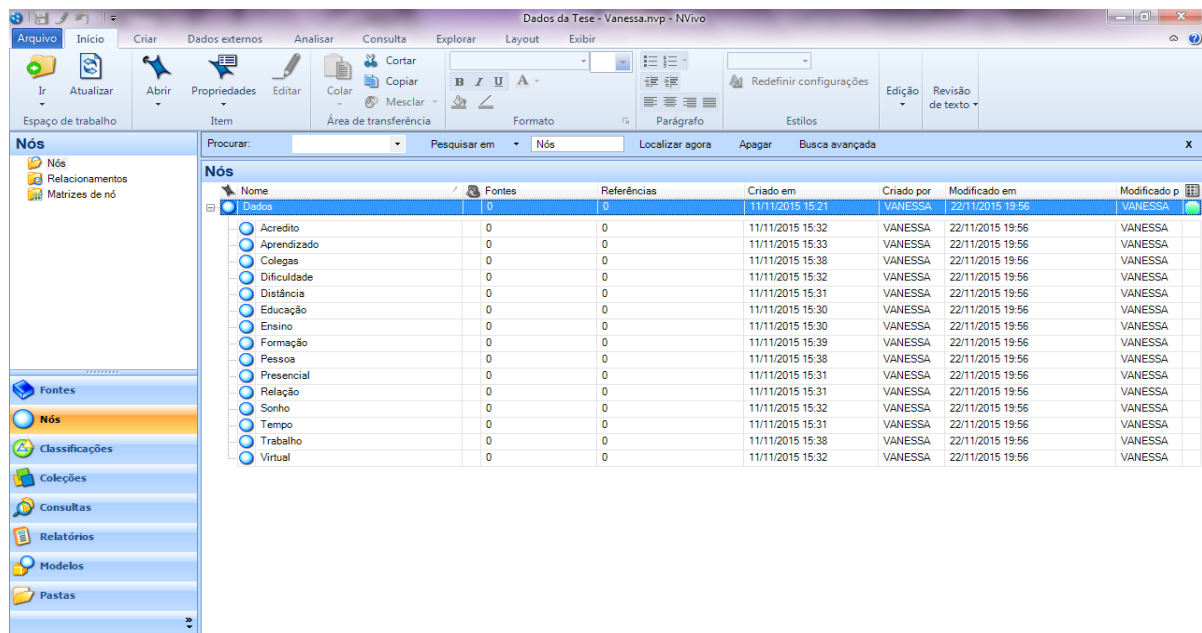 Dados da Tese - Vanessa.nvp - NVivo
Arquivo Início Criar Dados externos Analisar Consulta Explorar Layout Exibir
Ir Atualizar Abrir Propriedades Editar Colar Cortar Copiar Mesclar B I U A Redefinir configurações Edição Revisão de texto
Espaço de trabalho Item Área de transferência Formato Parágrafo Estilos
Nós
Nós
Relacionamentos
Matrizes de nó
Fontes
Nós
Classificações
Coleções
Consultas
Relatórios
Modelos
Pastas
Procurar: Pesquisar em Nós Localizar agora Apagar Busca avançada x
Nós
Nome Fontes Referências Criado em Criado por Modificado em Modificado p
Dados 0 0 11/11/2015 15:21 VANESSA 22/11/2015 19:56 VANESSA
Acredito 0 0 11/11/2015 15:32 VANESSA 22/11/2015 19:56 VANESSA
Aprendizado 0 0 11/11/2015 15:33 VANESSA 22/11/2015 19:56 VANESSA
Colegas 0 0 11/11/2015 15:38 VANESSA 22/11/2015 19:56 VANESSA
Dificuldade 0 0 11/11/2015 15:32 VANESSA 22/11/2015 19:56 VANESSA
Distância 0 0 11/11/2015 15:31 VANESSA 22/11/2015 19:56 VANESSA
Educação 0 0 11/11/2015 15:30 VANESSA 22/11/2015 19:56 VANESSA
Ensino 0 0 11/11/2015 15:30 VANESSA 22/11/2015 19:56 VANESSA
Formação 0 0 11/11/2015 15:39 VANESSA 22/11/2015 19:56 VANESSA
Pessoa 0 0 11/11/2015 15:38 VANESSA 22/11/2015 19:56 VANESSA
Presencial 0 0 11/11/2015 15:31 VANESSA 22/11/2015 19:56 VANESSA
Relação 0 0 11/11/2015 15:31 VANESSA 22/11/2015 19:56 VANESSA
Sonho 0 0 11/11/2015 15:32 VANESSA 22/11/2015 19:56 VANESSA
Tempo 0 0 11/11/2015 15:31 VANESSA 22/11/2015 19:56 VANESSA
Trabalho 0 0 11/11/2015 15:38 VANESSA 22/11/2015 19:56 VANESSA
Virtual 0 0 11/11/2015 15:32 VANESSA 22/11/2015 19:56 VANESSA